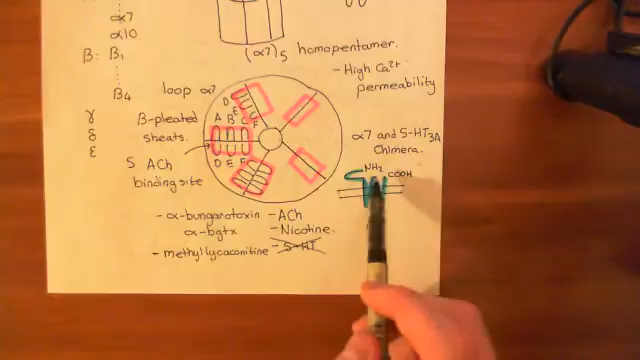 α7
α10
β: β₁
β₄
γ
δ
ε
(α7)₅ homopentamer.
- High Ca²⁺
permeability
loop α7
β-pleated
sheats.
D
E
F
A B C
C
F
D E F
5 ACh
binding site
α7 and 5-HT₃A
Chimera.
NH₂
COOH
- α-bungarotoxin
α-bgtx
- methyllycaconitine
- ACh
- Nicotine.
- 5-HT